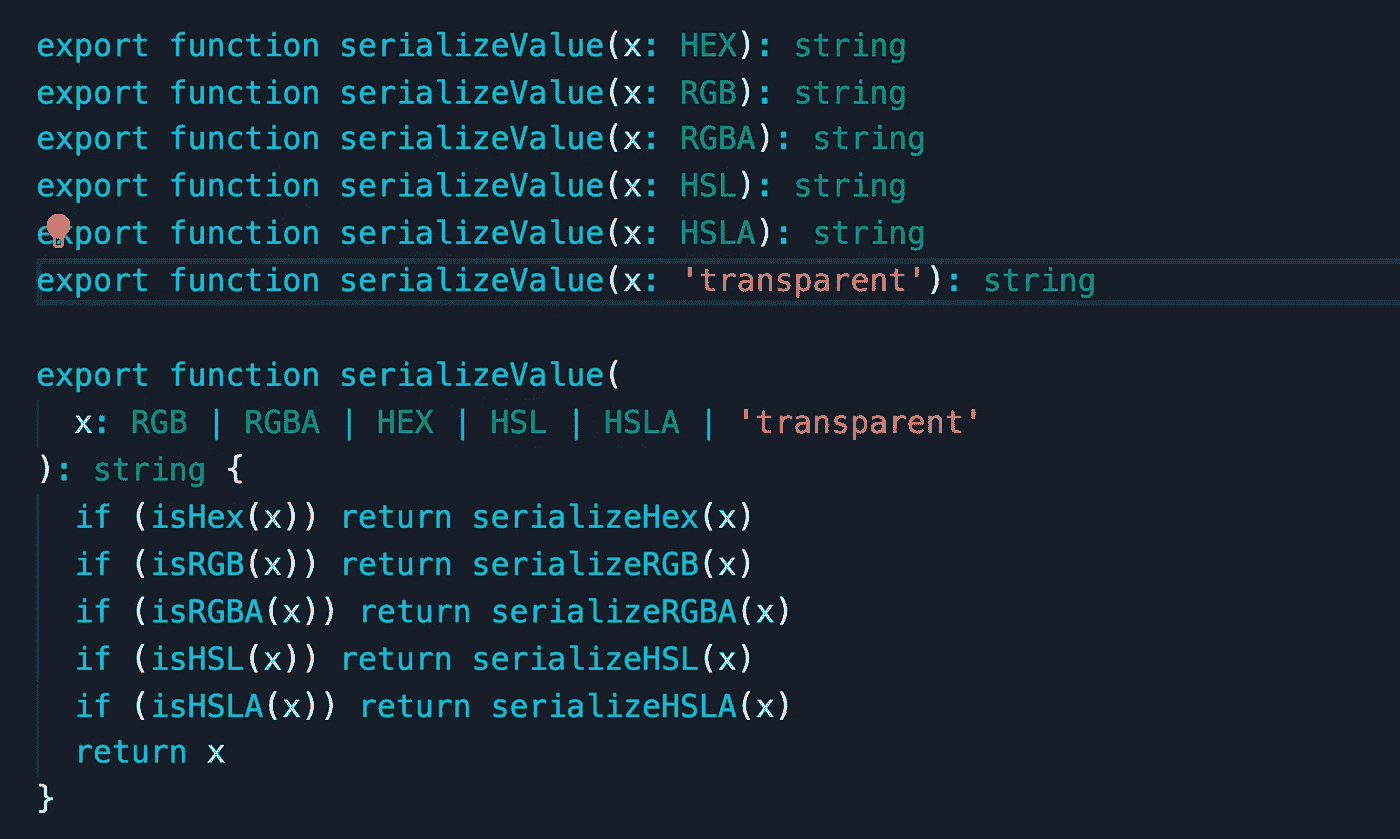 export function serializeValue(x: HEX): string
export function serializeValue(x: RGB): string
export function serializeValue(x: RGBA): string
export function serializeValue(x: HSL): string
export function serializeValue(x: HSLA): string
export function serializeValue(x: 'transparent'): string
export function serializeValue(
  x: RGB | RGBA | HEX | HSL | HSLA | 'transparent'
): string {
  if (isHex(x)) return serializeHex(x)
  if (isRGB(x)) return serializeRGB(x)
  if (isRGBA(x)) return serializeRGBA(x)
  if (isHSL(x)) return serializeHSL(x)
  if (isHSLA(x)) return serializeHSLA(x)
  return x
}